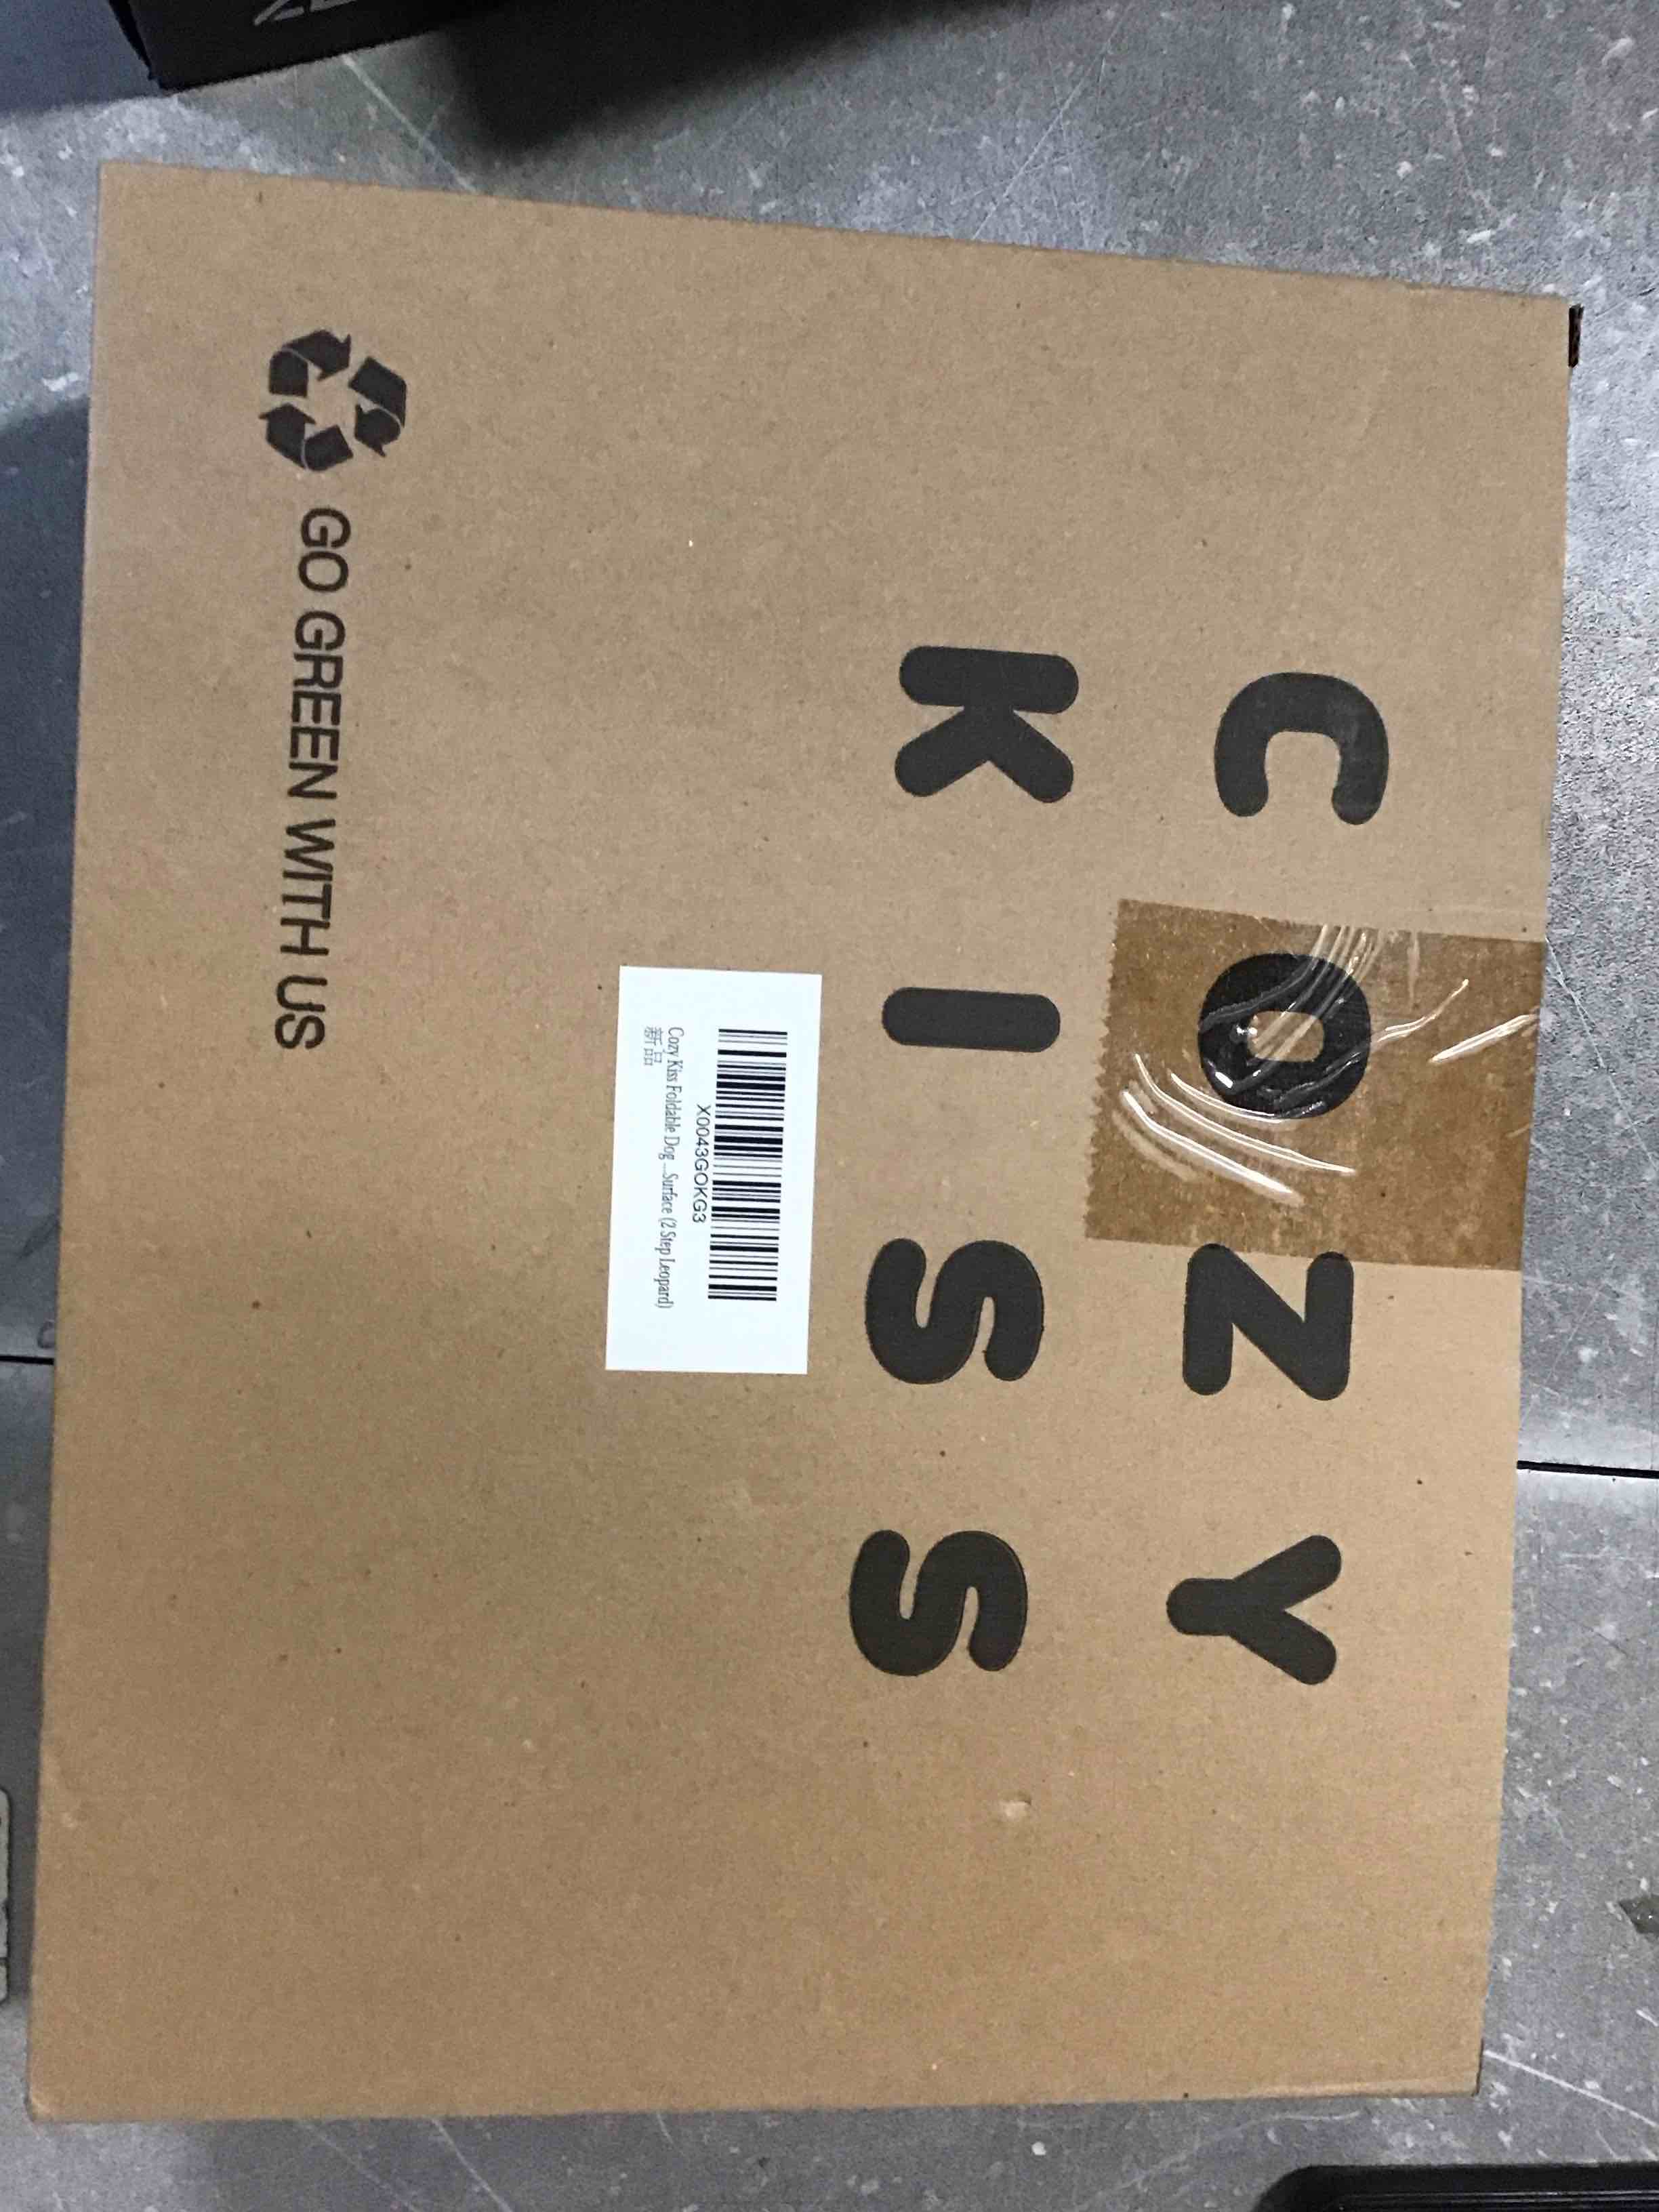 COZY
KISS
X0043GOKG3
Cozy Kiss Foldable Dog ...Surface (2 Step Leopard)
新品
GO GREEN WITH US